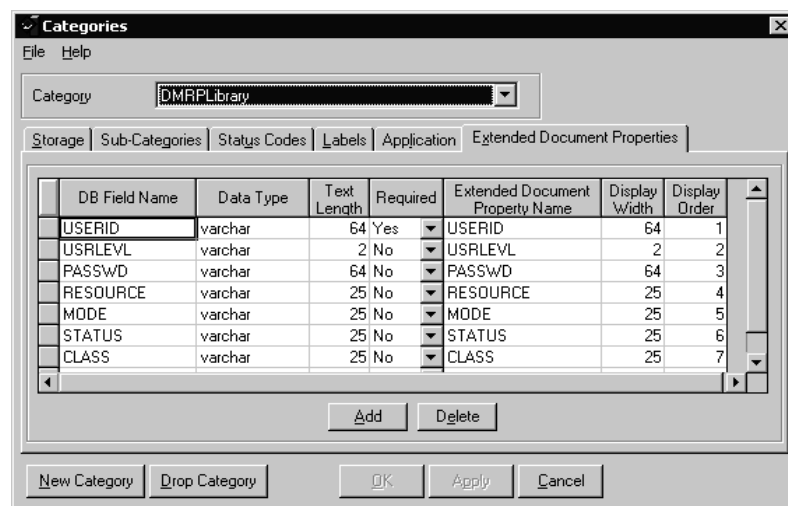 Categories
File Help
Category DMRPLibrary
Storage Sub-Categories Status Codes Labels Application Extended Document Properties
DB Field Name Data Type Text Length Required Extended Document Property Name Display Width Display Order
USERID varchar 64 Yes USERID 64 1
USRLEVL varchar 2 No USRLEVL 2 2
PASSWD varchar 64 No PASSWD 64 3
RESOURCE varchar 25 No RESOURCE 25 4
MODE varchar 25 No MODE 25 5
STATUS varchar 25 No STATUS 25 6
CLASS varchar 25 No CLASS 25 7
Add Delete
New Category Drop Category OK Apply Cancel